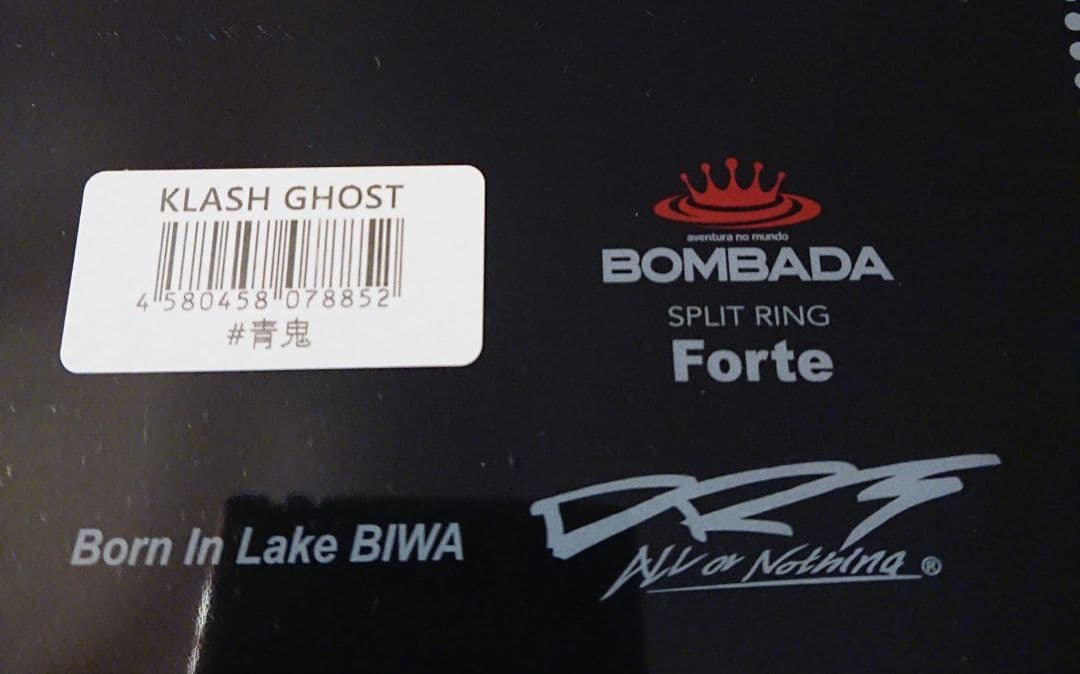 KLASH GHOST
4 580458 078852
#青鬼
aventura no mundo
BOMBADA
SPLIT RING
Forte
Born In Lake BIWA
DRT
All or Nothing ®